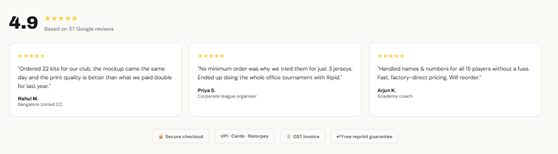 4.9 ★★★★★
Based on 57 Google reviews
★★★★★
"Ordered 22 kits for our club, the mockup came the same
day and the print quality is better than what we paid double
for last year."
Rahul M.
Bangalore United CC
★★★★★
"No minimum order was why we tried them for just 3 jerseys.
Ended up doing the whole office tournament with Xipid."
Priya S.
Corporate league organiser
★★★★★
"Handled names & numbers for all 15 players without a fuss.
Fast, factory-direct pricing. Will reorder."
Arjun K.
Academy coach
🔒 Secure checkout
UPI · Cards · Razorpay
🧾 GST invoice
↩ Free reprint guarantee